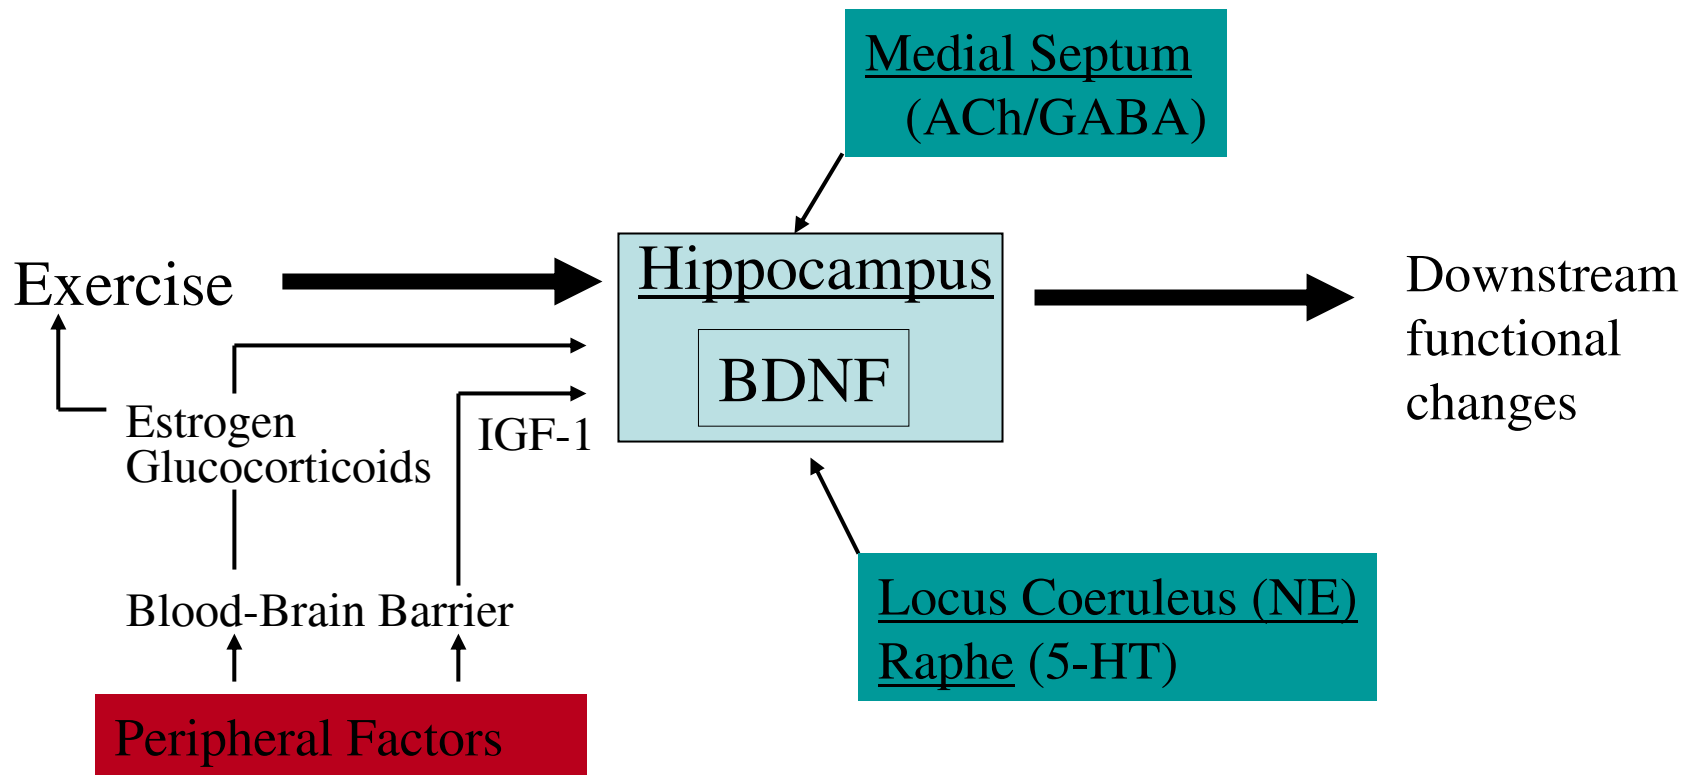 Medial Septum
(ACh/GABA)
Exercise
Hippocampus
BDNF
Downstream
functional
changes
Estrogen
Glucocorticoids
IGF-1
Blood-Brain Barrier
Locus Coeruleus (NE)
Raphe (5-HT)
Peripheral Factors